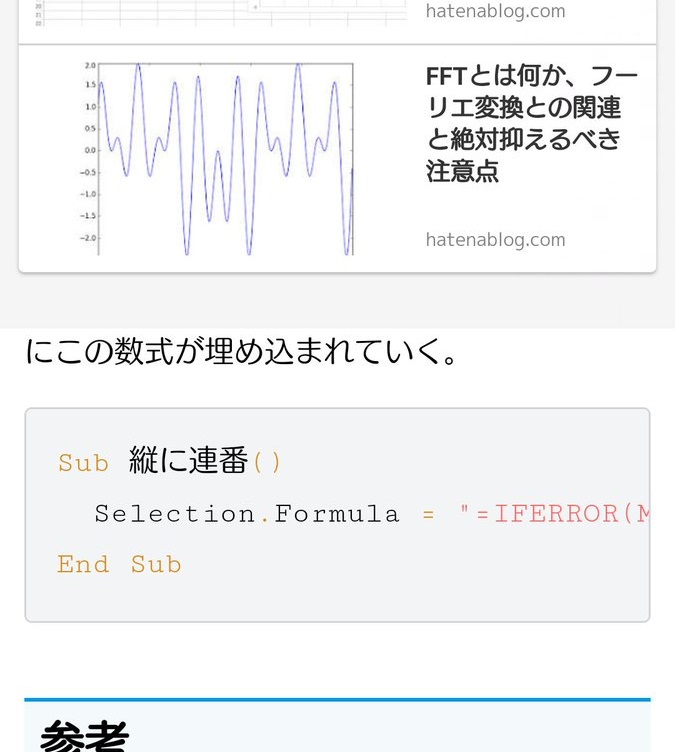 hatenablog.com
2.0
1.5
1.0
0.5
0.0
−0.5
−1.0
−1.5
−2.0
FFTとは何か、フー
リエ変換との関連
と絶対抑えるべき
注意点
hatenablog.com
にこの数式が埋め込まれていく。
Sub 縦に連番()
Selection.Formula = "=IFERROR(M
End Sub
参考